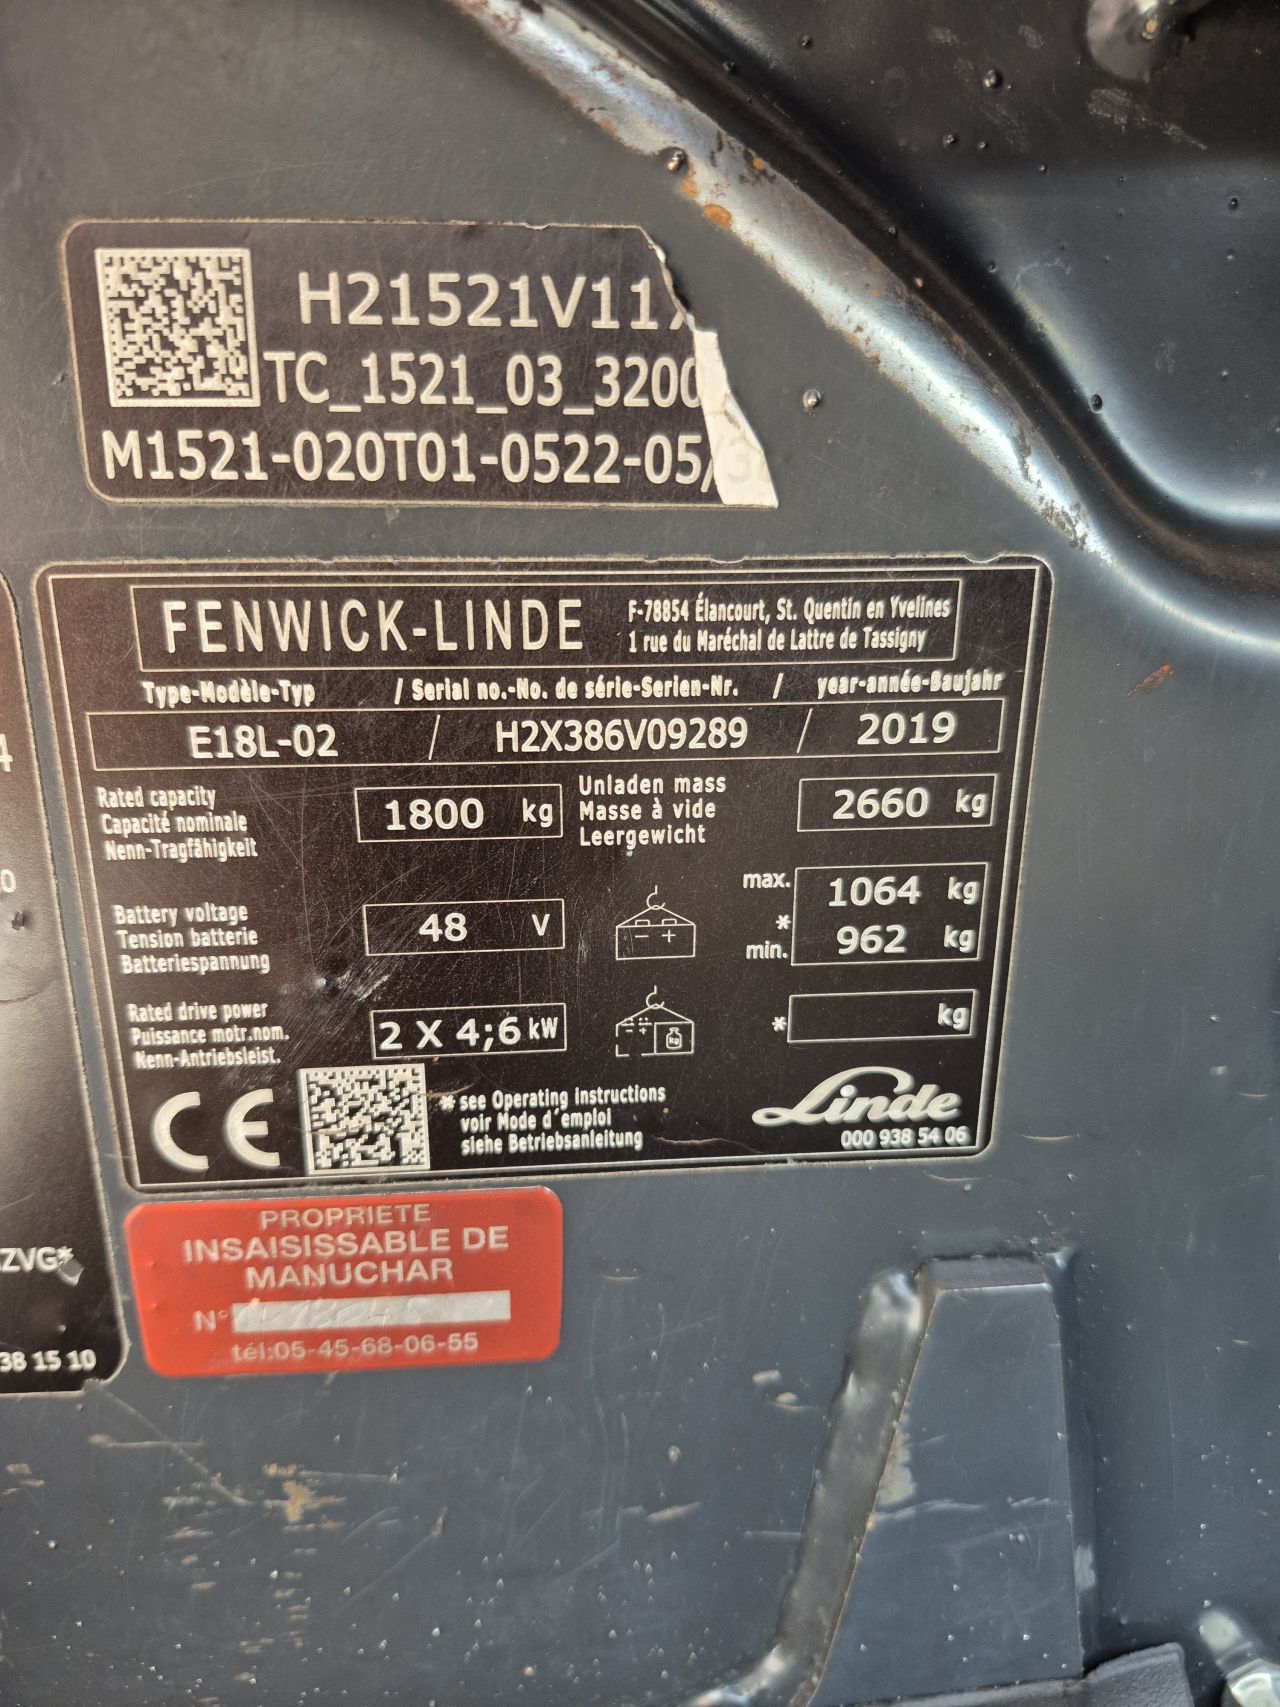 H21521V11
TC_1521_03_3200
M1521-020T01-0522-05/
FENWICK-LINDE
F-78854 Élancourt, St. Quentin en Yvelines
1 rue du Maréchal de Lattre de Tassigny
Type-Modèle-Typ / Serial no.-No. de série-Serien-Nr. / year-année-Baujahr
E18L-02 / H2X386V09289 / 2019
Rated capacity
Capacité nominale
Nenn-Tragfähigkeit
1800 kg
Unladen mass
Masse à vide
Leergewicht
2660 kg
Battery voltage
Tension batterie
Batteriespannung
48 V
- +
max. 1064 kg
*
min. 962 kg
Rated drive power
Puissance motr.nom.
Nenn-Antriebsleist.
2 X 4;6 kW
- +
kg
* kg
CE
* see Operating Instructions
voir Mode d'emploi
siehe Betriebsanleitung
Linde
000 938 54 06
PROPRIETE
INSAISISSABLE DE
MANUCHAR
N°
tél:05-45-68-06-55
4
0
ZVG*
38 15 10